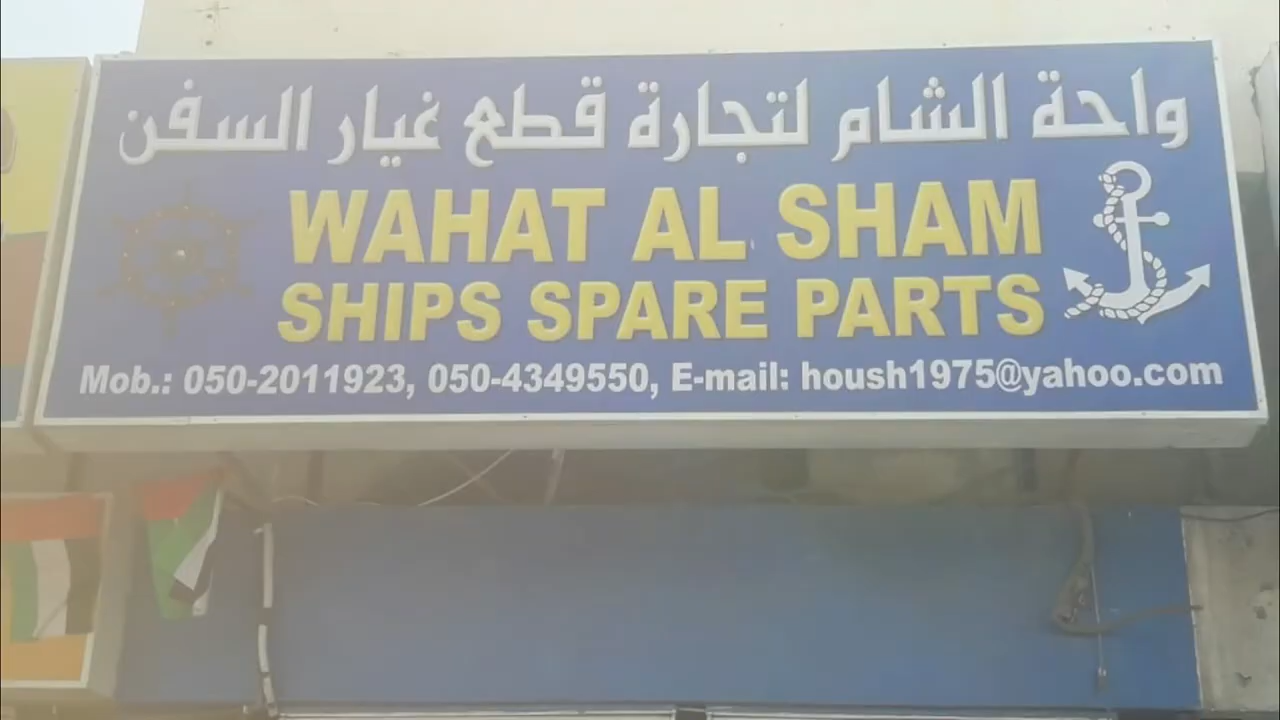 واحة الشام لتجارة قطع غيار السفن
WAHAT AL SHAM
SHIPS SPARE PARTS
Mob.: 050-2011923, 050-4349550, E-mail: housh1975@yahoo.com